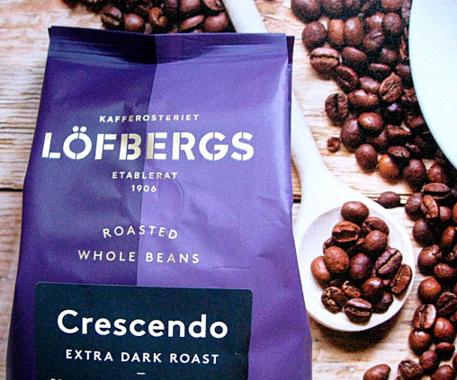 KAFFEROSTERIET
LÖFBERGS
ETABLERAT
1906
ROASTED
WHOLE BEANS
Crescendo
EXTRA DARK ROAST